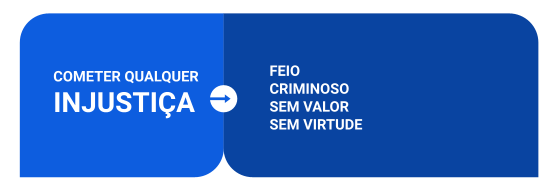 COMETER QUALQUER
INJUSTIÇA
FEIO
CRIMINOSO
SEM VALOR
SEM VIRTUDE